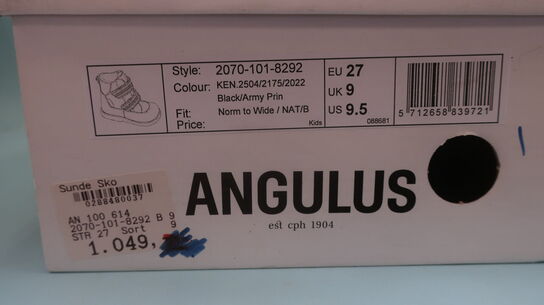 Style: 2070-101-8292
Colour: KEN.2504/2175/2022
Black/Army Prin
Fit: Norm to Wide / NAT/B
Price: Kids
EU 27
UK 9
US 9.5
088681
5 712658 839721
ANGULUS
est cph 1904
Sunde Sko
0288480037
AN 100 614
2070-101-8292 B 9
STR 27 Sort 9
1.049,